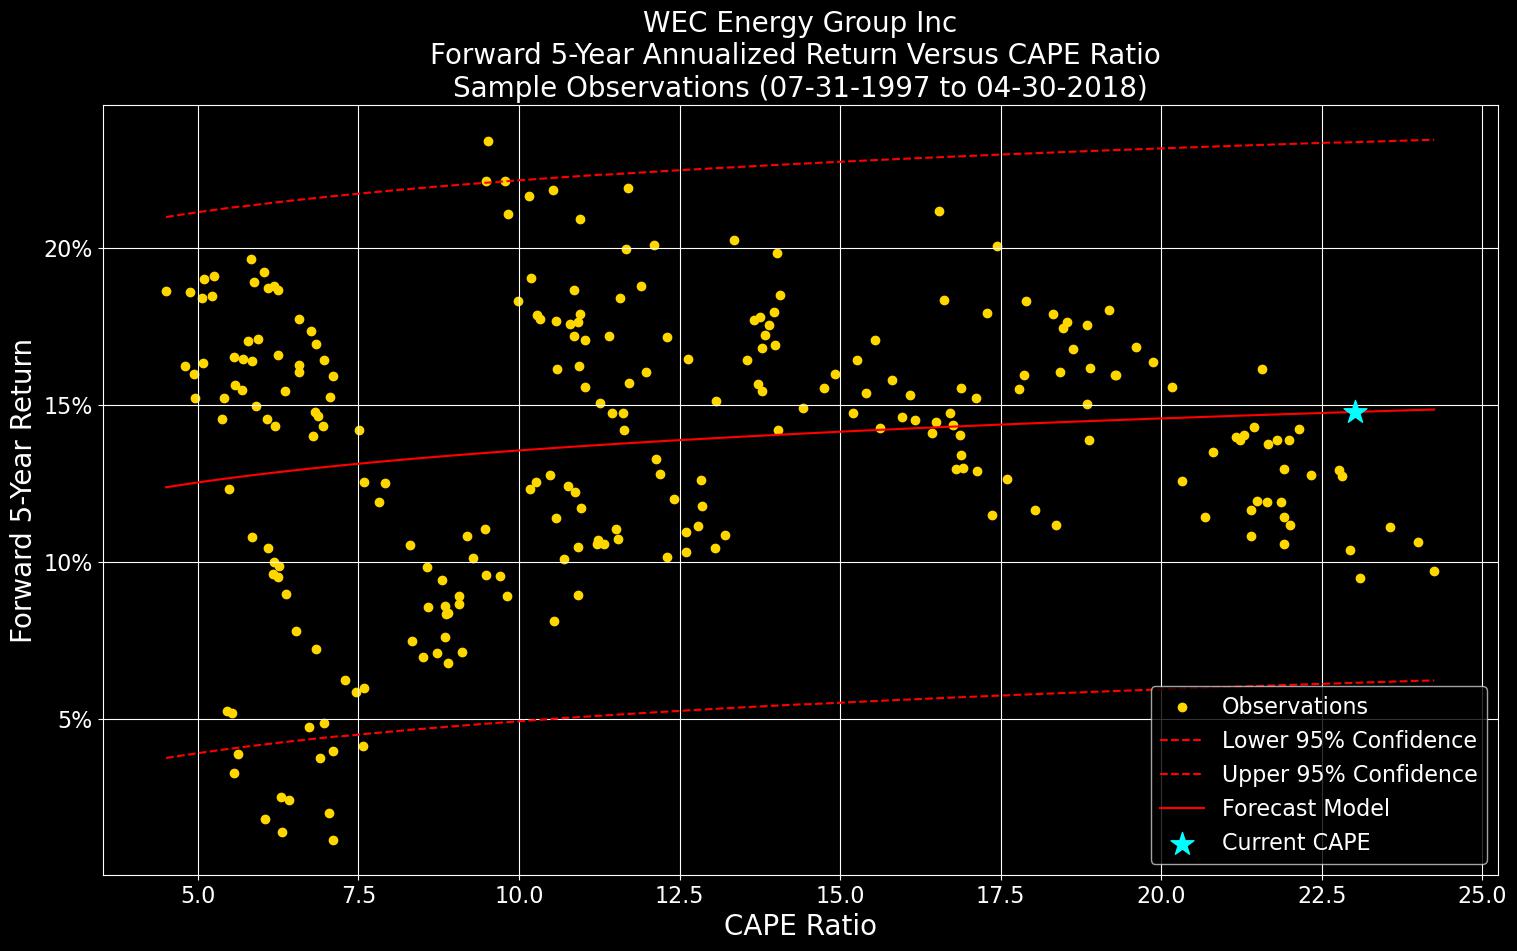 WEC Energy Group Inc
Forward 5-Year Annualized Return Versus CAPE Ratio
Sample Observations (07-31-1997 to 04-30-2018)
Forward 5-Year Return
20%
15%
10%
5%
Observations
Lower 95% Confidence
Upper 95% Confidence
Forecast Model
Current CAPE
5.0 7.5 10.0 12.5 15.0 17.5 20.0 22.5 25.0
CAPE Ratio